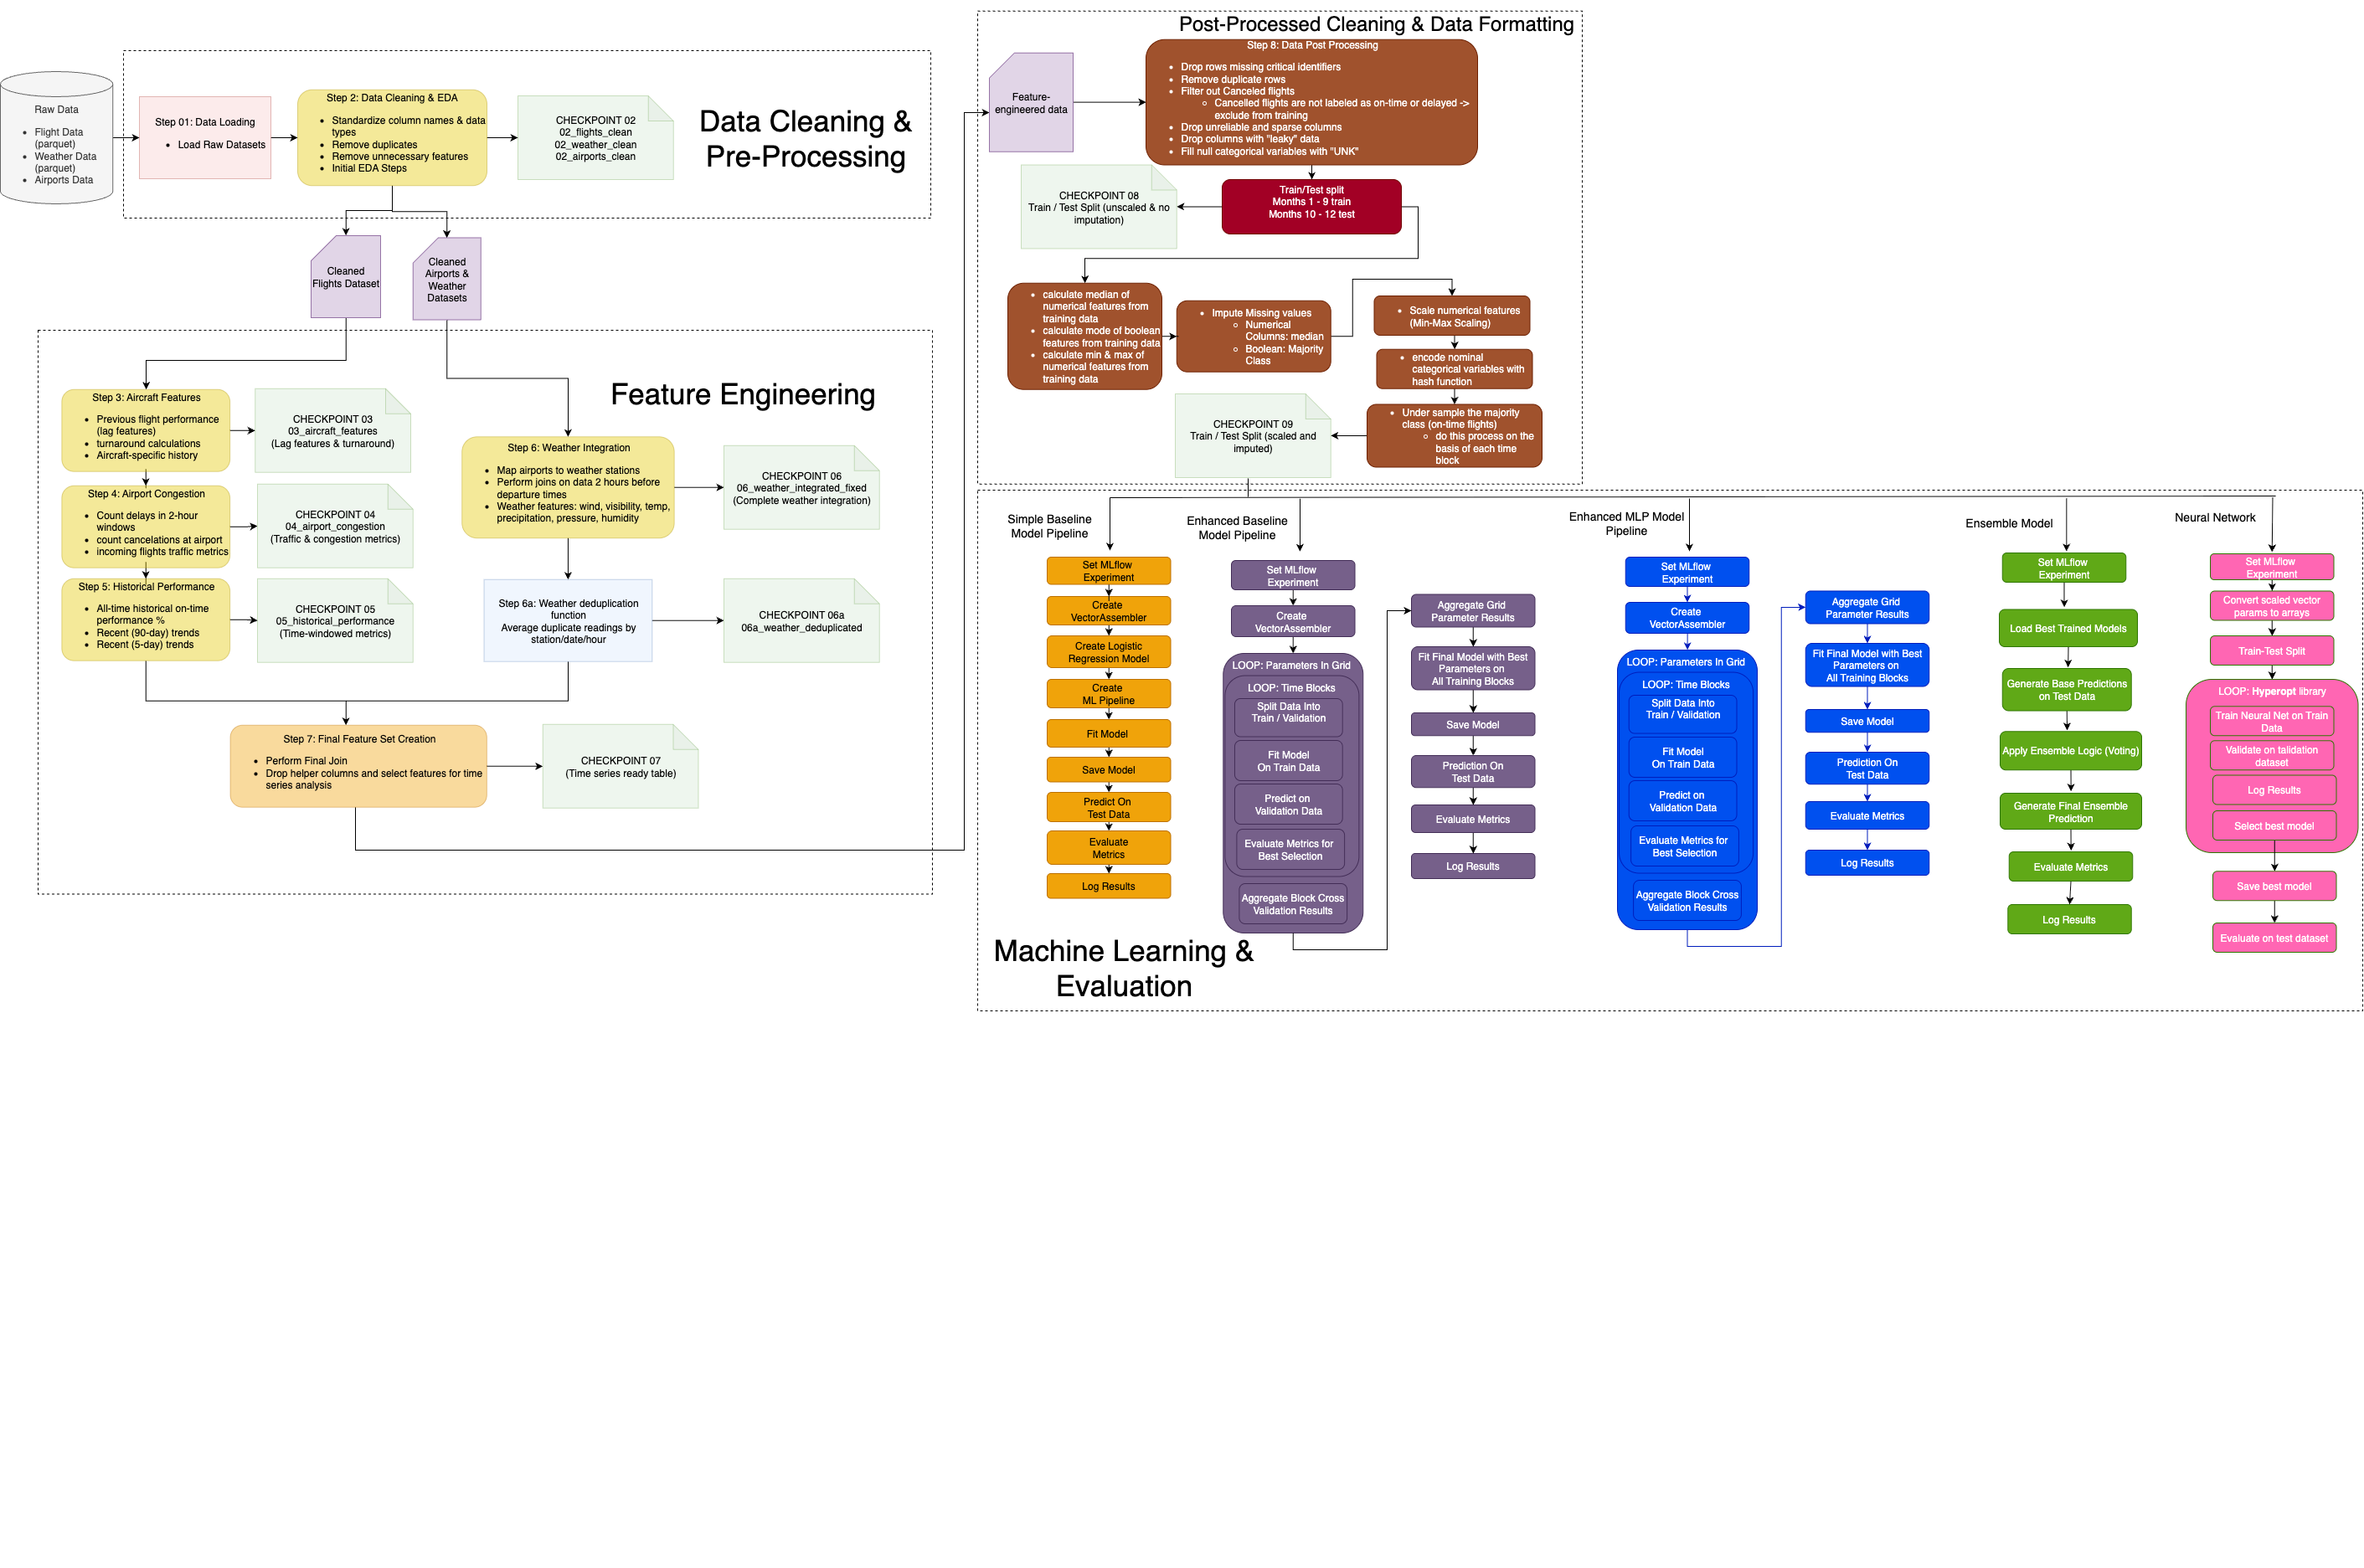 Raw Data
Flight Data
(parquet)
Weather Data
(parquet)
Airports Data
Step 01: Data Loading
Load Raw Datasets
Step 2: Data Cleaning & EDA
Standardize column names & data
types
Remove duplicates
Remove unnecessary features
Initial EDA Steps
CHECKPOINT 02
02_flights_clean
02_weather_clean
02_airports_clean
Data Cleaning &
Pre-Processing
Cleaned
Flights Dataset
Cleaned
Airports &
Weather
Datasets
Feature Engineering
Step 3: Aircraft Features
Previous flight performance
(lag features)
turnaround calculations
Aircraft-specific history
CHECKPOINT 03
03_aircraft_features
(Lag features & turnaround)
Step 4: Airport Congestion
Count delays in 2-hour
windows
count cancelations at airport
incoming flights traffic metrics
CHECKPOINT 04
04_airport_congestion
(Traffic & congestion metrics)
Step 5: Historical Performance
All-time historical on-time
performance %
Recent (90-day) trends
Recent (5-day) trends
CHECKPOINT 05
05_historical_performance
(Time-windowed metrics)
Step 6: Weather Integration
Map airports to weather stations
Perform joins on data 2 hours before
departure times
Weather features: wind, visibility, temp,
precipitation, pressure, humidity
CHECKPOINT 06
06_weather_integrated_fixed
(Complete weather integration)
Step 6a: Weather deduplication
function
Average duplicate readings by
station/date/hour
CHECKPOINT 06a
06a_weather_deduplicated
Step 7: Final Feature Set Creation
Perform Final Join
Drop helper columns and select features for time
series analysis
CHECKPOINT 07
(Time series ready table)
Post-Processed Cleaning & Data Formatting
Feature-
engineered data
Step 8: Data Post Processing
Drop rows missing critical identifiers
Remove duplicate rows
Filter out Canceled flights
Cancelled flights are not labeled as on-time or delayed ->
exclude from training
Drop unreliable and sparse columns
Drop columns with "leaky" data
Fill null categorical variables with "UNK"
CHECKPOINT 08
Train / Test Split (unscaled & no
imputation)
Train/Test split
Months 1 - 9 train
Months 10 - 12 test
calculate median of
numerical features from
training data
calculate mode of boolean
features from training data
calculate min & max of
numerical features from
training data
Impute Missing values
Numerical
Columns: median
Boolean: Majority
Class
Scale numerical features
(Min-Max Scaling)
encode nominal
categorical variables with
hash function
Under sample the majority
class (on-time flights)
do this process on the
basis of each time
block
CHECKPOINT 09
Train / Test Split (scaled and
imputed)
Simple Baseline
Model Pipeline
Set MLflow
Experiment
Create
VectorAssembler
Create Logistic
Regression Model
Create
ML Pipeline
Fit Model
Save Model
Predict On
Test Data
Evaluate
Metrics
Log Results
Enhanced Baseline
Model Pipeline
Set MLflow
Experiment
Create
VectorAssembler
LOOP: Parameters In Grid
LOOP: Time Blocks
Split Data Into
Train / Validation
Fit Model
On Train Data
Predict on
Validation Data
Evaluate Metrics for
Best Selection
Aggregate Block Cross
Validation Results
Aggregate Grid
Parameter Results
Fit Final Model with Best
Parameters on
All Training Blocks
Save Model
Prediction On
Test Data
Evaluate Metrics
Log Results
Enhanced MLP Model
Pipeline
Set MLflow
Experiment
Create
VectorAssembler
LOOP: Parameters In Grid
LOOP: Time Blocks
Split Data Into
Train / Validation
Fit Model
On Train Data
Predict on
Validation Data
Evaluate Metrics for
Best Selection
Aggregate Block Cross
Validation Results
Aggregate Grid
Parameter Results
Fit Final Model with Best
Parameters on
All Training Blocks
Save Model
Prediction On
Test Data
Evaluate Metrics
Log Results
Ensemble Model
Set MLflow
Experiment
Load Best Trained Models
Generate Base Predictions
on Test Data
Apply Ensemble Logic (Voting)
Generate Final Ensemble
Prediction
Evaluate Metrics
Log Results
Neural Network
Set MLflow
Experiment
Convert scaled vector
params to arrays
Train-Test Split
LOOP: Hyperopt library
Train Neural Net on Train
Data
Validate on talidation
dataset
Log Results
Select best model
Save best model
Evaluate on test dataset
Machine Learning &
Evaluation